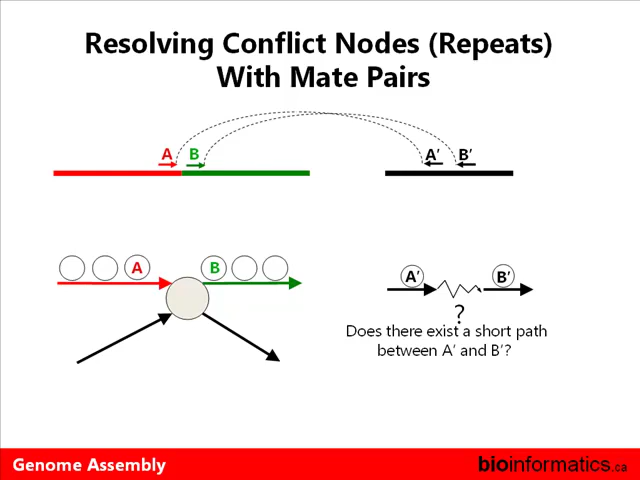 Resolving Conflict Nodes (Repeats)
With Mate Pairs
A B A′ B′
A B A′ B′
?
Does there exist a short path
between A′ and B′?
Genome Assembly bioinformatics.ca